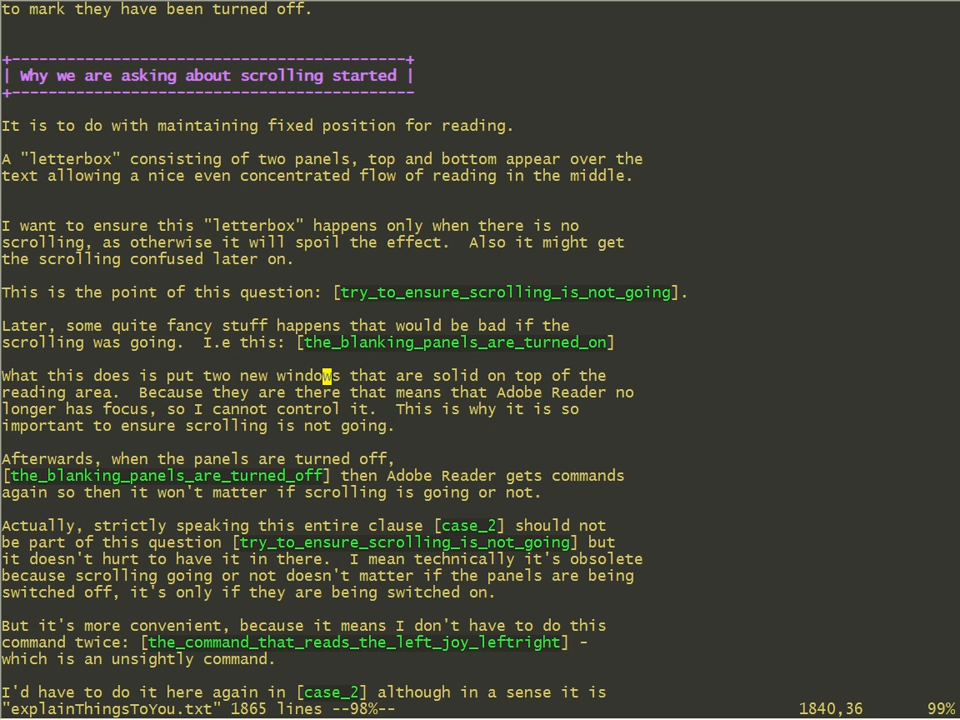 to mark they have been turned off.
+--------------------------------------------+
| Why we are asking about scrolling started |
+--------------------------------------------
It is to do with maintaining fixed position for reading.
A "letterbox" consisting of two panels, top and bottom appear over the
text allowing a nice even concentrated flow of reading in the middle.
I want to ensure this "letterbox" happens only when there is no
scrolling, as otherwise it will spoil the effect.  Also it might get
the scrolling confused later on.
This is the point of this question: [try_to_ensure_scrolling_is_not_going].
Later, some quite fancy stuff happens that would be bad if the
scrolling was going.  I.e this: [the_blanking_panels_are_turned_on]
What this does is put two new windows that are solid on top of the
reading area.  Because they are there that means that Adobe Reader no
longer has focus, so I cannot control it.  This is why it is so
important to ensure scrolling is not going.
Afterwards, when the panels are turned off,
[the_blanking_panels_are_turned_off] then Adobe Reader gets commands
again so then it won't matter if scrolling is going or not.
Actually, strictly speaking this entire clause [case_2] should not
be part of this question [try_to_ensure_scrolling_is_not_going] but
it doesn't hurt to have it in there.  I mean technically it's obsolete
because scrolling going or not doesn't matter if the panels are being
switched off, it's only if they are being switched on.
But it's more convenient, because it means I don't have to do this
command twice: [the_command_that_reads_the_left_joy_leftright] -
which is an unsightly command.
I'd have to do it here again in [case_2] although in a sense it is
"explainThingsToYou.txt" 1865 lines --98%-- 1840,36 99%